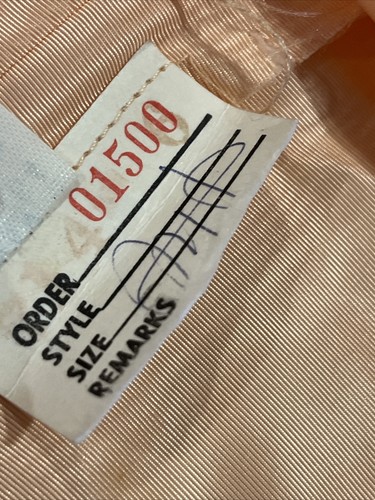 01500
ORDER
STYLE
SIZE
REMARKS